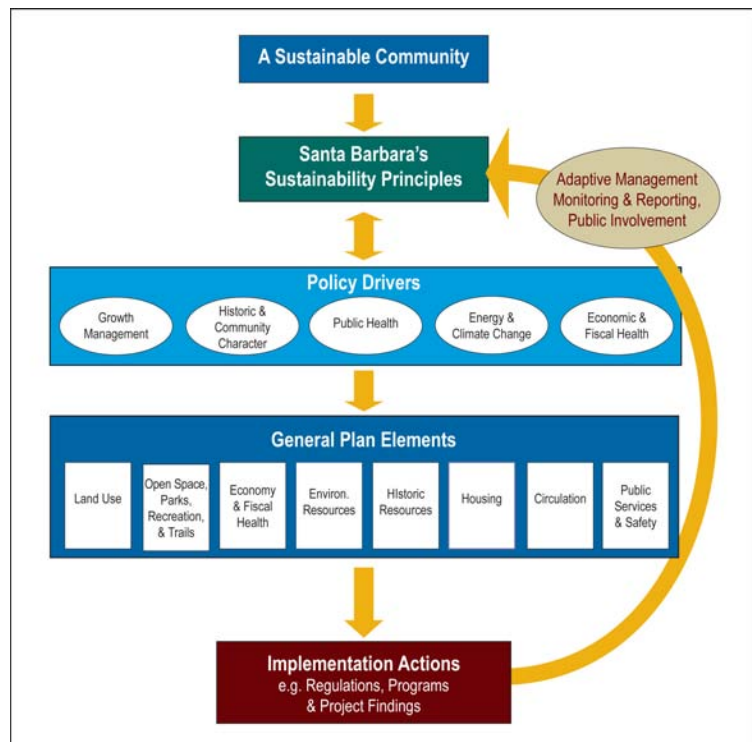 A Sustainable Community
Santa Barbara's
Sustainability Principles
Adaptive Management
Monitoring & Reporting,
Public Involvement
Policy Drivers
Growth
Management
Historic &
Community
Character
Public Health
Energy &
Climate Change
Economic &
Fiscal Health
General Plan Elements
Land Use
Open Space,
Parks,
Recreation,
& Trails
Economy
& Fiscal
Health
Environ.
Resources
HIstoric
Resources
Housing
Circulation
Public
Services
& Safety
Implementation Actions
e.g. Regulations, Programs
& Project Findings